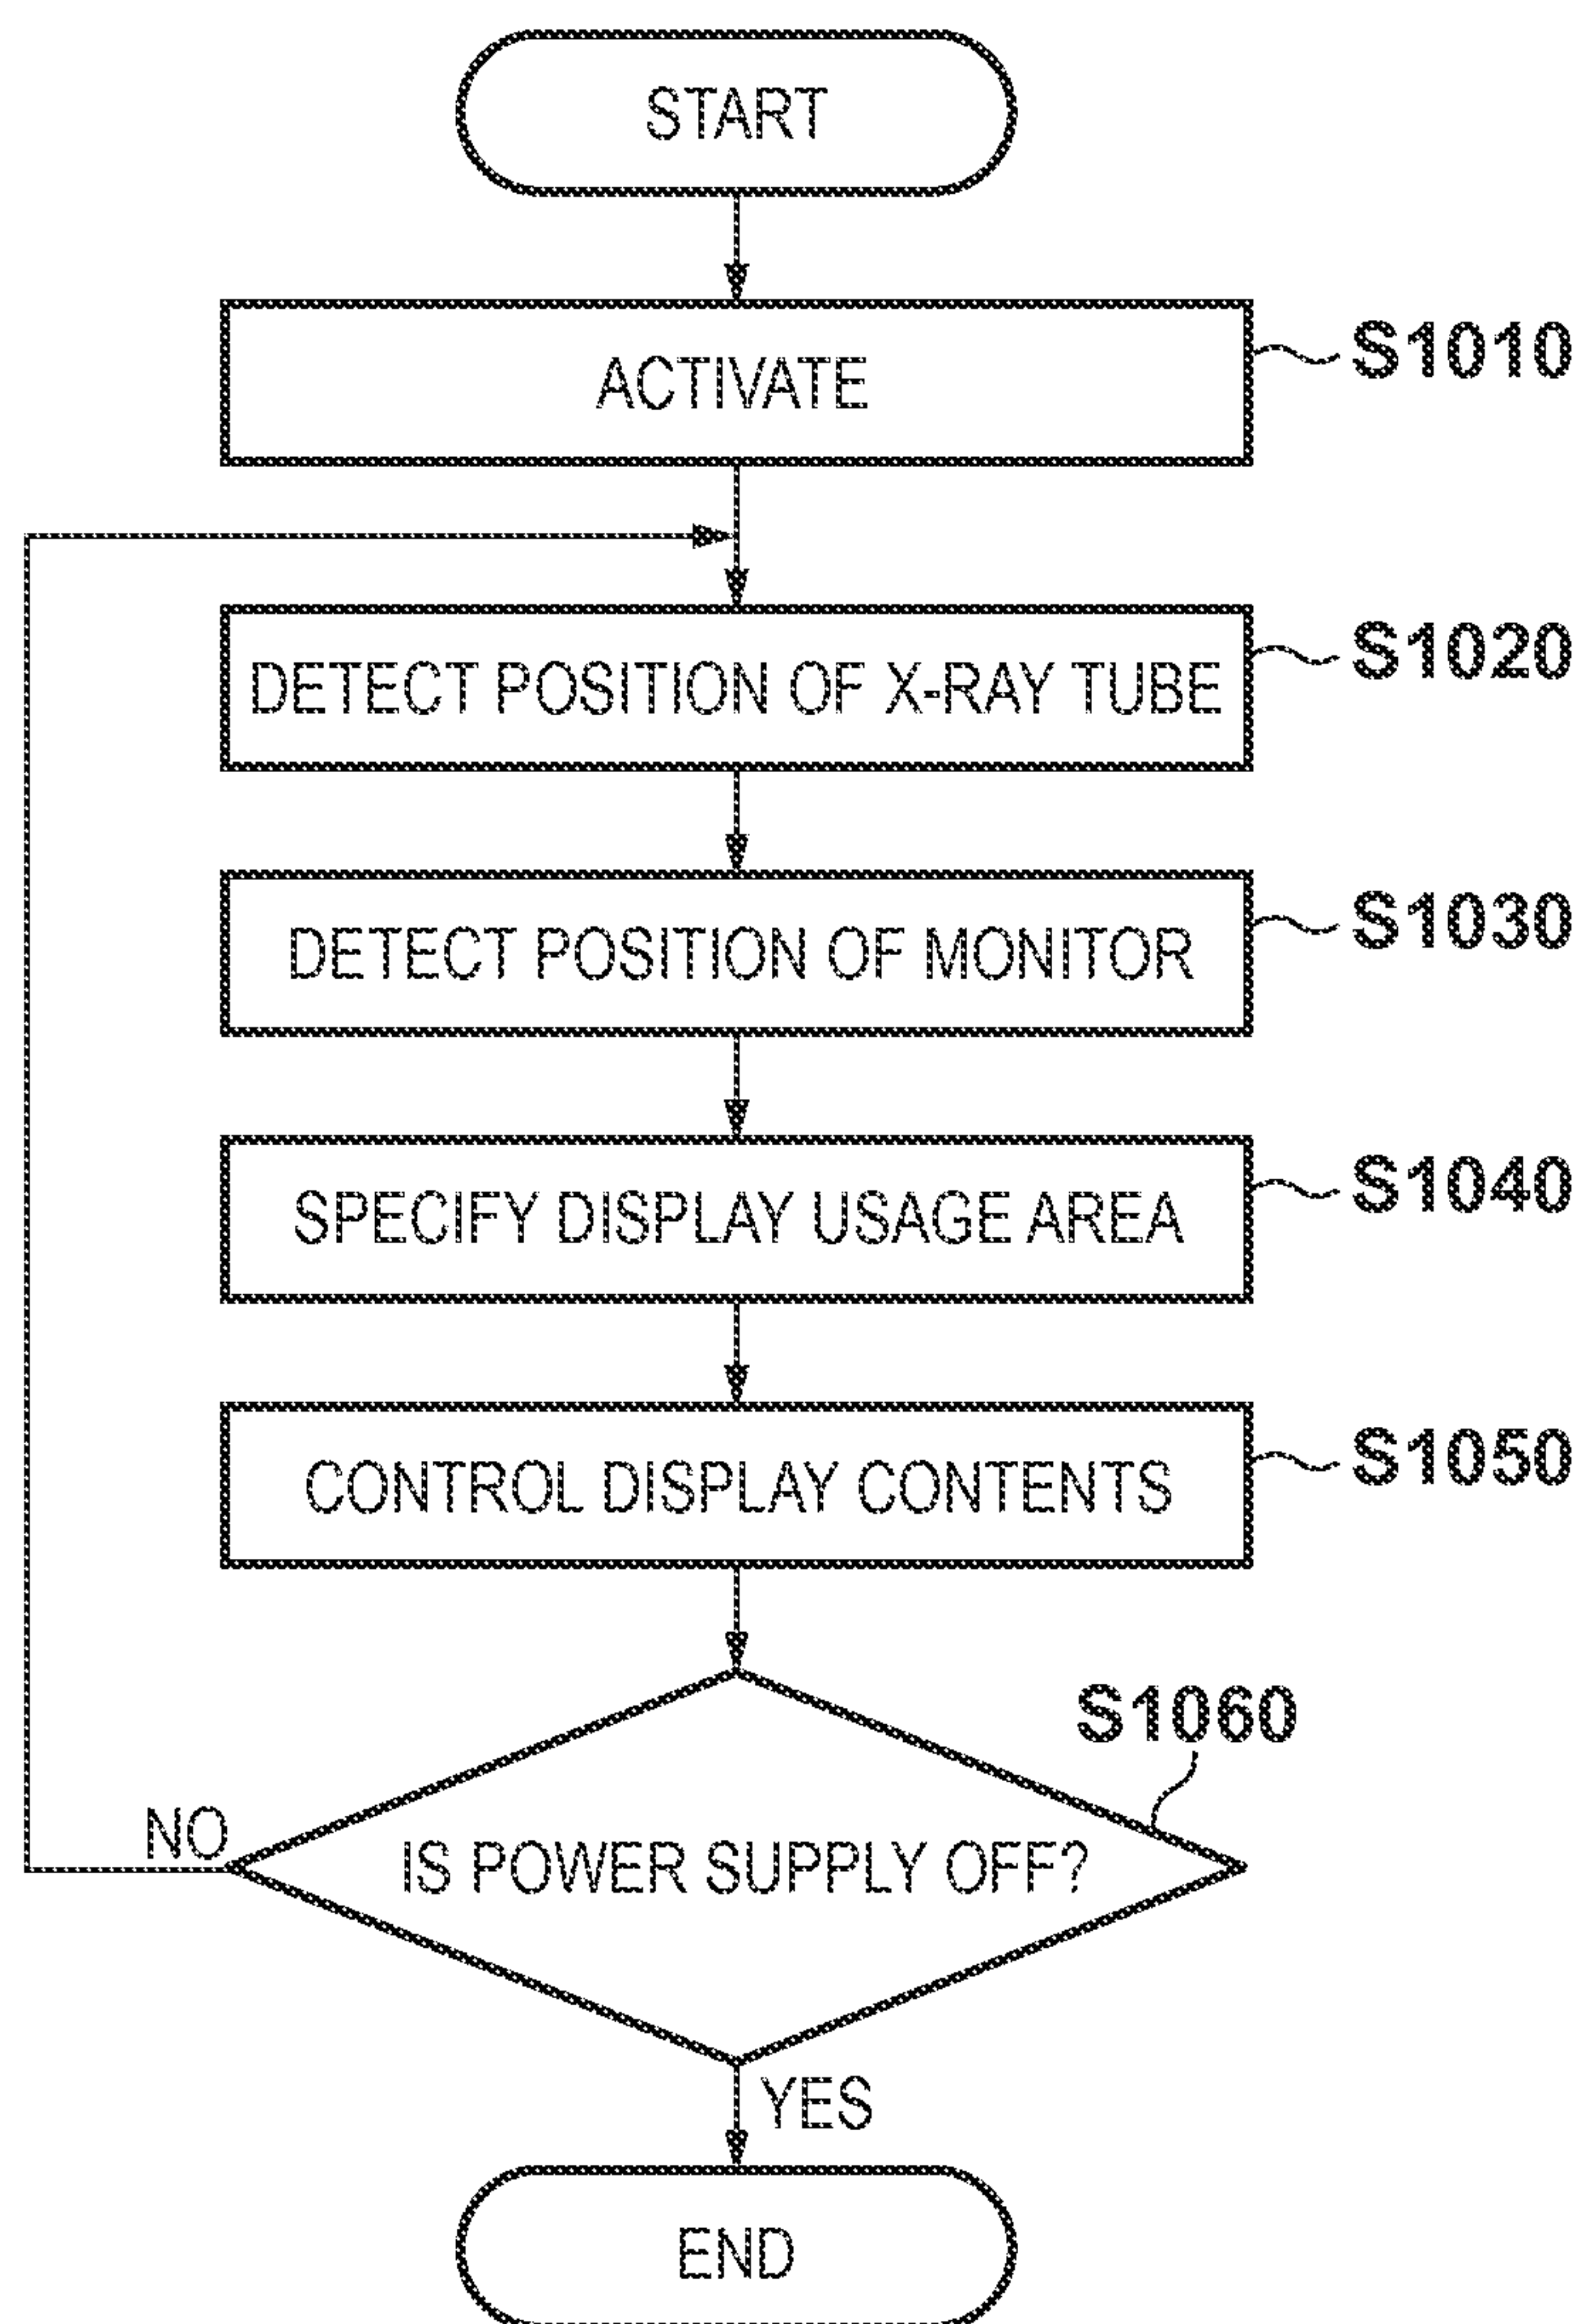 START
ACTIVATE
S1010
DETECT POSITION OF X-RAY TUBE
S1020
DETECT POSITION OF MONITOR
S1030
SPECIFY DISPLAY USAGE AREA
S1040
CONTROL DISPLAY CONTENTS
S1050
S1060
NO
IS POWER SUPPLY OFF?
YES
END